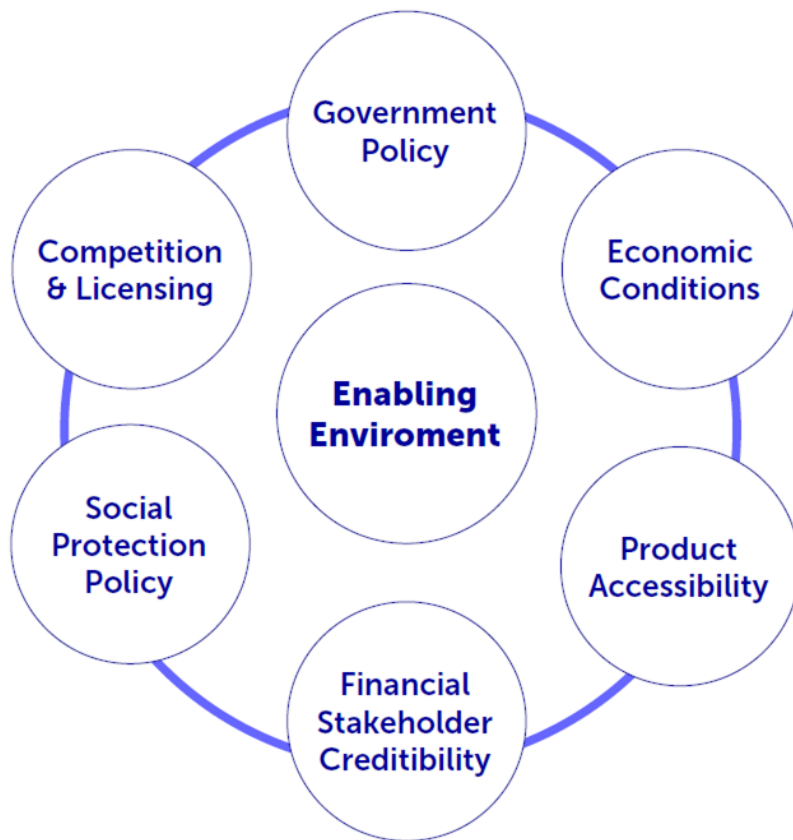 Government
Policy
Economic
Conditions
Product
Accessibility
Financial
Stakeholder
Creditibility
Social
Protection
Policy
Competition
& Licensing
Enabling
Enviroment